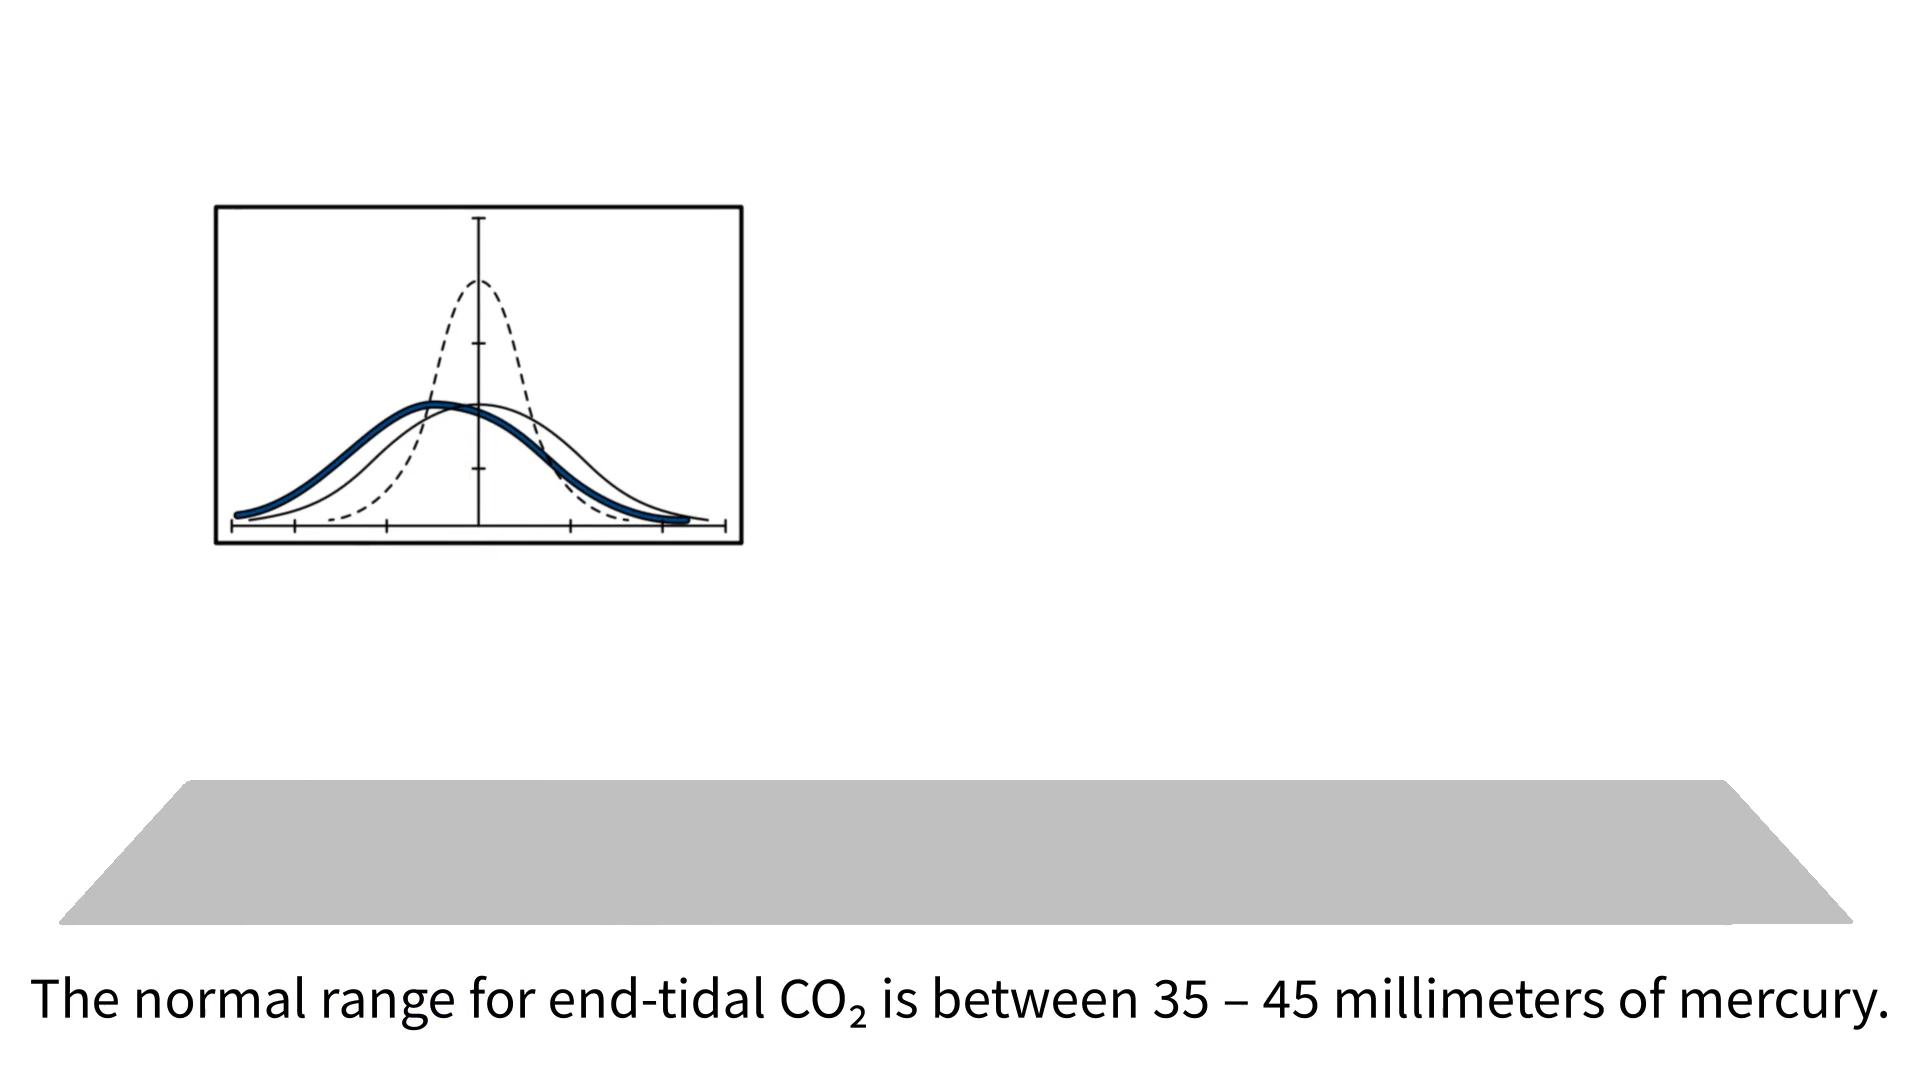 The normal range for end-tidal CO₂ is between 35 – 45 millimeters of mercury.